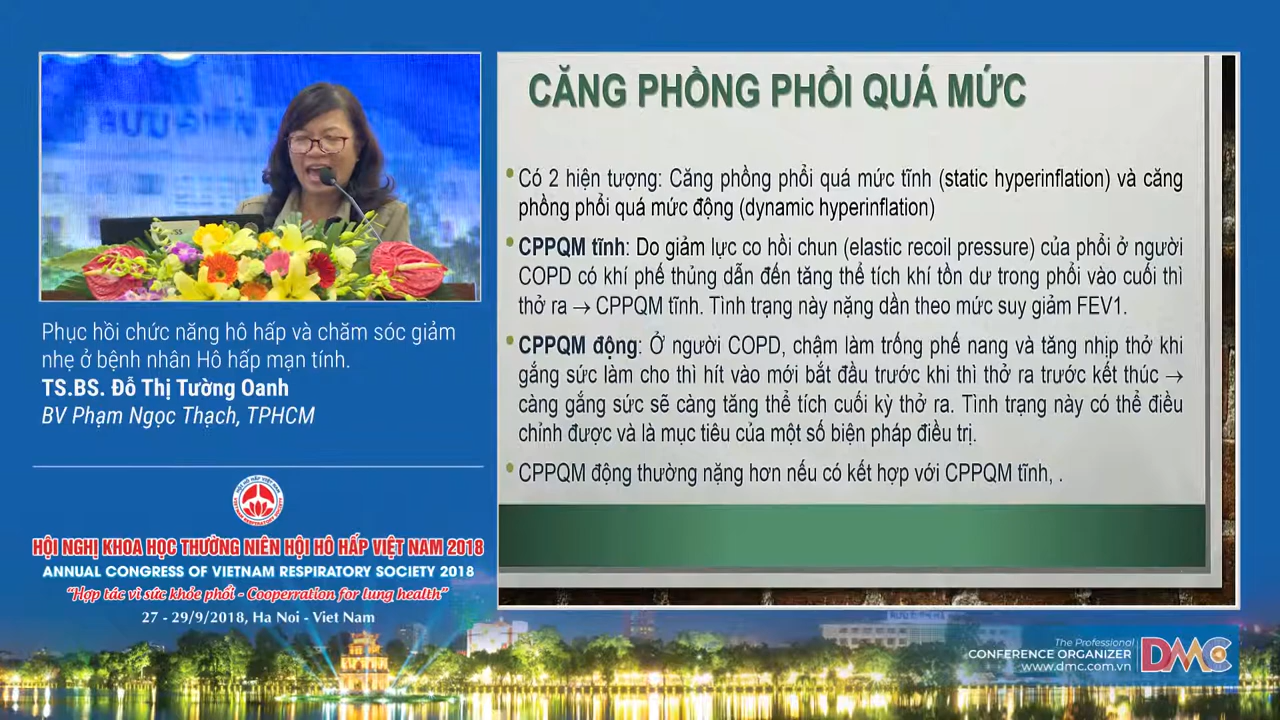 CĂNG PHỒNG PHỔI QUÁ MỨC
Có 2 hiện tượng: Căng phồng phổi quá mức tĩnh (static hyperinflation) và căng
phồng phổi quá mức động (dynamic hyperinflation)
CPPQM tĩnh: Do giảm lực co hồi chun (elastic recoil pressure) của phổi ở người
COPD có khí phế thủng dẫn đến tăng thể tích khí tồn dư trong phổi vào cuối thì
thở ra → CPPQM tĩnh. Tình trạng này nặng dần theo mức suy giảm FEV1.
CPPQM động: Ở người COPD, chậm làm trống phế nang và tăng nhịp thở khi
gắng sức làm cho thì hít vào mới bắt đầu trước khi thì thở ra trước kết thúc →
càng gắng sức sẽ càng tăng thể tích cuối kỳ thở ra. Tình trạng này có thể điều
chỉnh được và là mục tiêu của một số biện pháp điều trị.
CPPQM động thường nặng hơn nếu có kết hợp với CPPQM tĩnh, .
Phục hồi chức năng hô hấp và chăm sóc giảm
nhẹ ở bệnh nhân Hô hấp mạn tính.
TS.BS. Đỗ Thị Tường Oanh
BV Phạm Ngọc Thạch, TPHCM
HỘI NGHỊ KHOA HỌC THƯỜNG NIÊN HỘI HÔ HẤP VIỆT NAM 2018
ANNUAL CONGRESS OF VIETNAM RESPIRATORY SOCIETY 2018
"Hợp tác vì sức khỏe phổi - Cooperration for lung health"
27 - 29/9/2018, Ha Noi - Viet Nam
The Professional
CONFERENCE ORGANIZER
www.dmc.com.vn
DMC